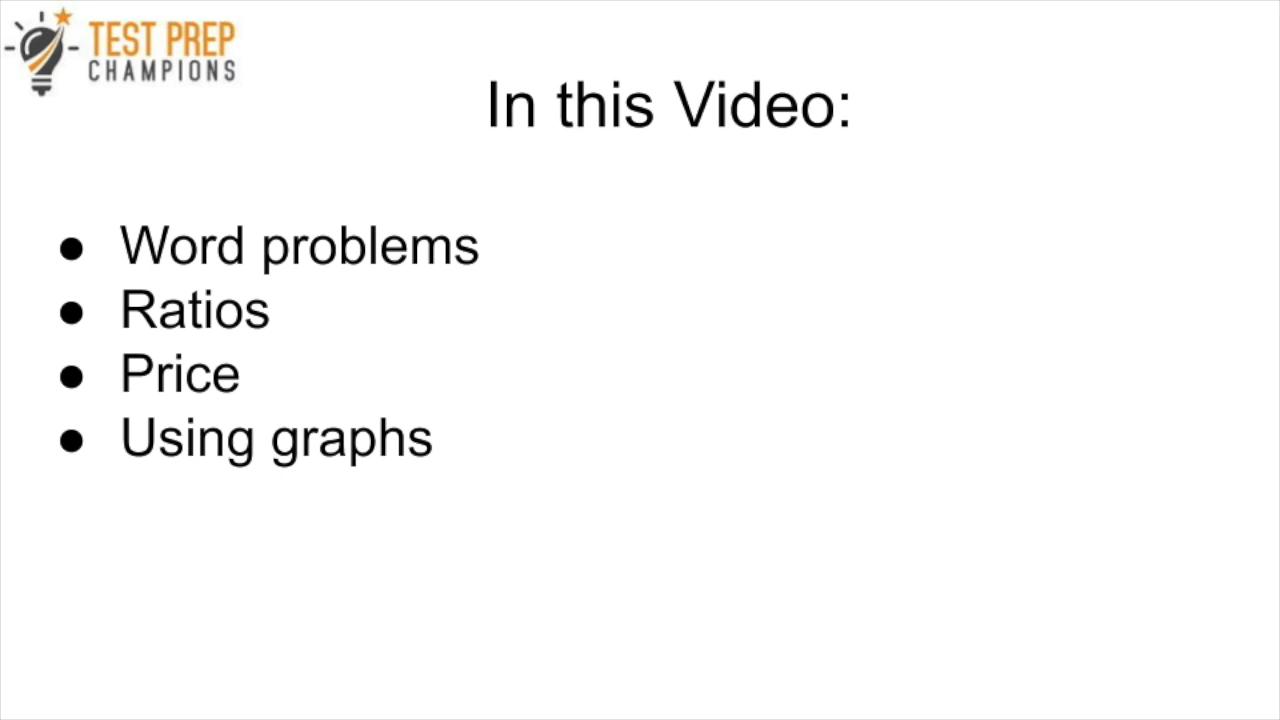 TEST PREP
CHAMPIONS
In this Video:
● Word problems
● Ratios
● Price
● Using graphs